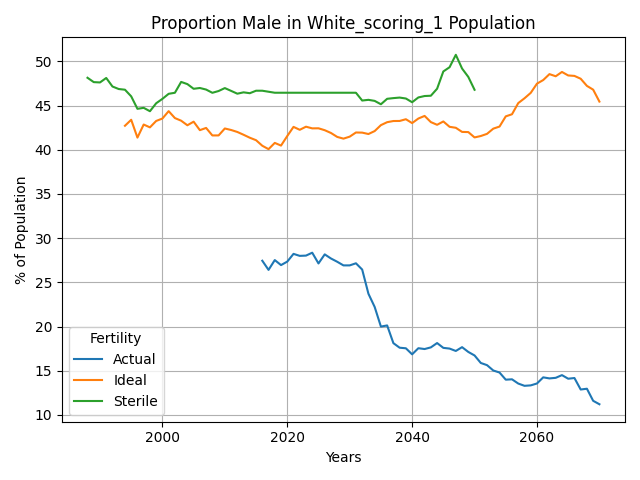 Proportion Male in White_scoring_1 Population
% of Population
50
45
40
35
30
25
20
15
10
Fertility
Actual
Ideal
Sterile
2000
2020
2040
2060
Years